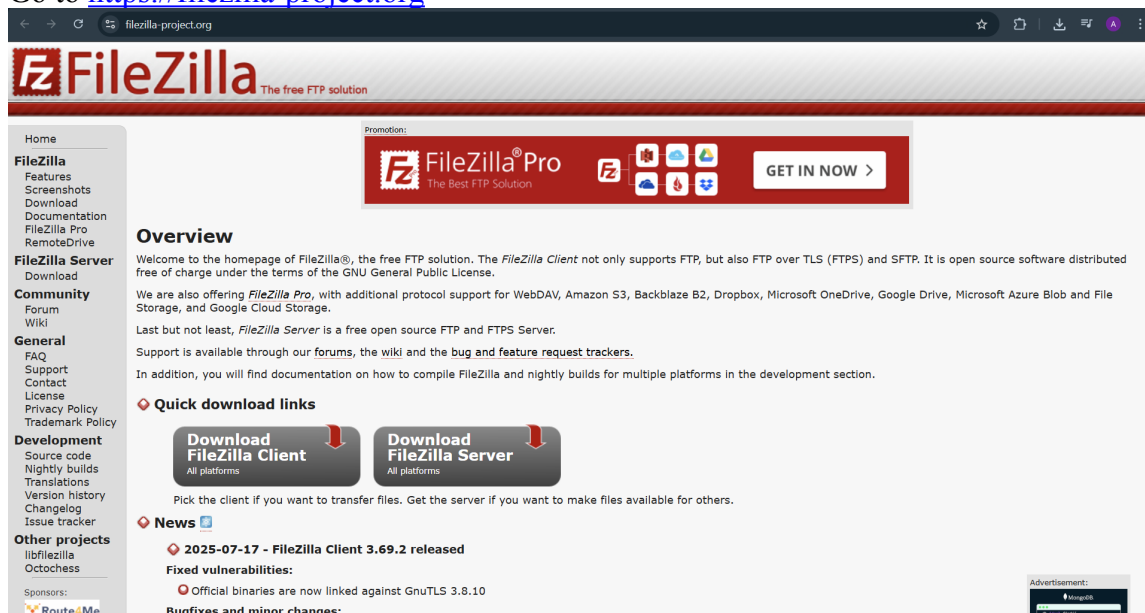 Go to https://filezilla-project.org
filezilla-project.org
A
FileZilla
The free FTP solution
Home
FileZilla
Features
Screenshots
Download
Documentation
FileZilla Pro
RemoteDrive
FileZilla Server
Download
Community
Forum
Wiki
General
FAQ
Support
Contact
License
Privacy Policy
Trademark Policy
Development
Source code
Nightly builds
Translations
Version history
Changelog
Issue tracker
Other projects
libfilezilla
Octochess
Sponsors:
Route4Me
Promotion:
FileZilla® Pro
The Best FTP Solution
GET IN NOW >
Overview
Welcome to the homepage of FileZilla®, the free FTP solution. The FileZilla Client not only supports FTP, but also FTP over TLS (FTPS) and SFTP. It is open source software distributed
free of charge under the terms of the GNU General Public License.
We are also offering FileZilla Pro, with additional protocol support for WebDAV, Amazon S3, Backblaze B2, Dropbox, Microsoft OneDrive, Google Drive, Microsoft Azure Blob and File
Storage, and Google Cloud Storage.
Last but not least, FileZilla Server is a free open source FTP and FTPS Server.
Support is available through our forums, the wiki and the bug and feature request trackers.
In addition, you will find documentation on how to compile FileZilla and nightly builds for multiple platforms in the development section.
Quick download links
Download
FileZilla Client
All platforms
Download
FileZilla Server
All platforms
Pick the client if you want to transfer files. Get the server if you want to make files available for others.
News
2025-07-17 - FileZilla Client 3.69.2 released
Fixed vulnerabilities:
Official binaries are now linked against GnuTLS 3.8.10
Bugfixes and minor changes:
Advertisement:
MongoDB.